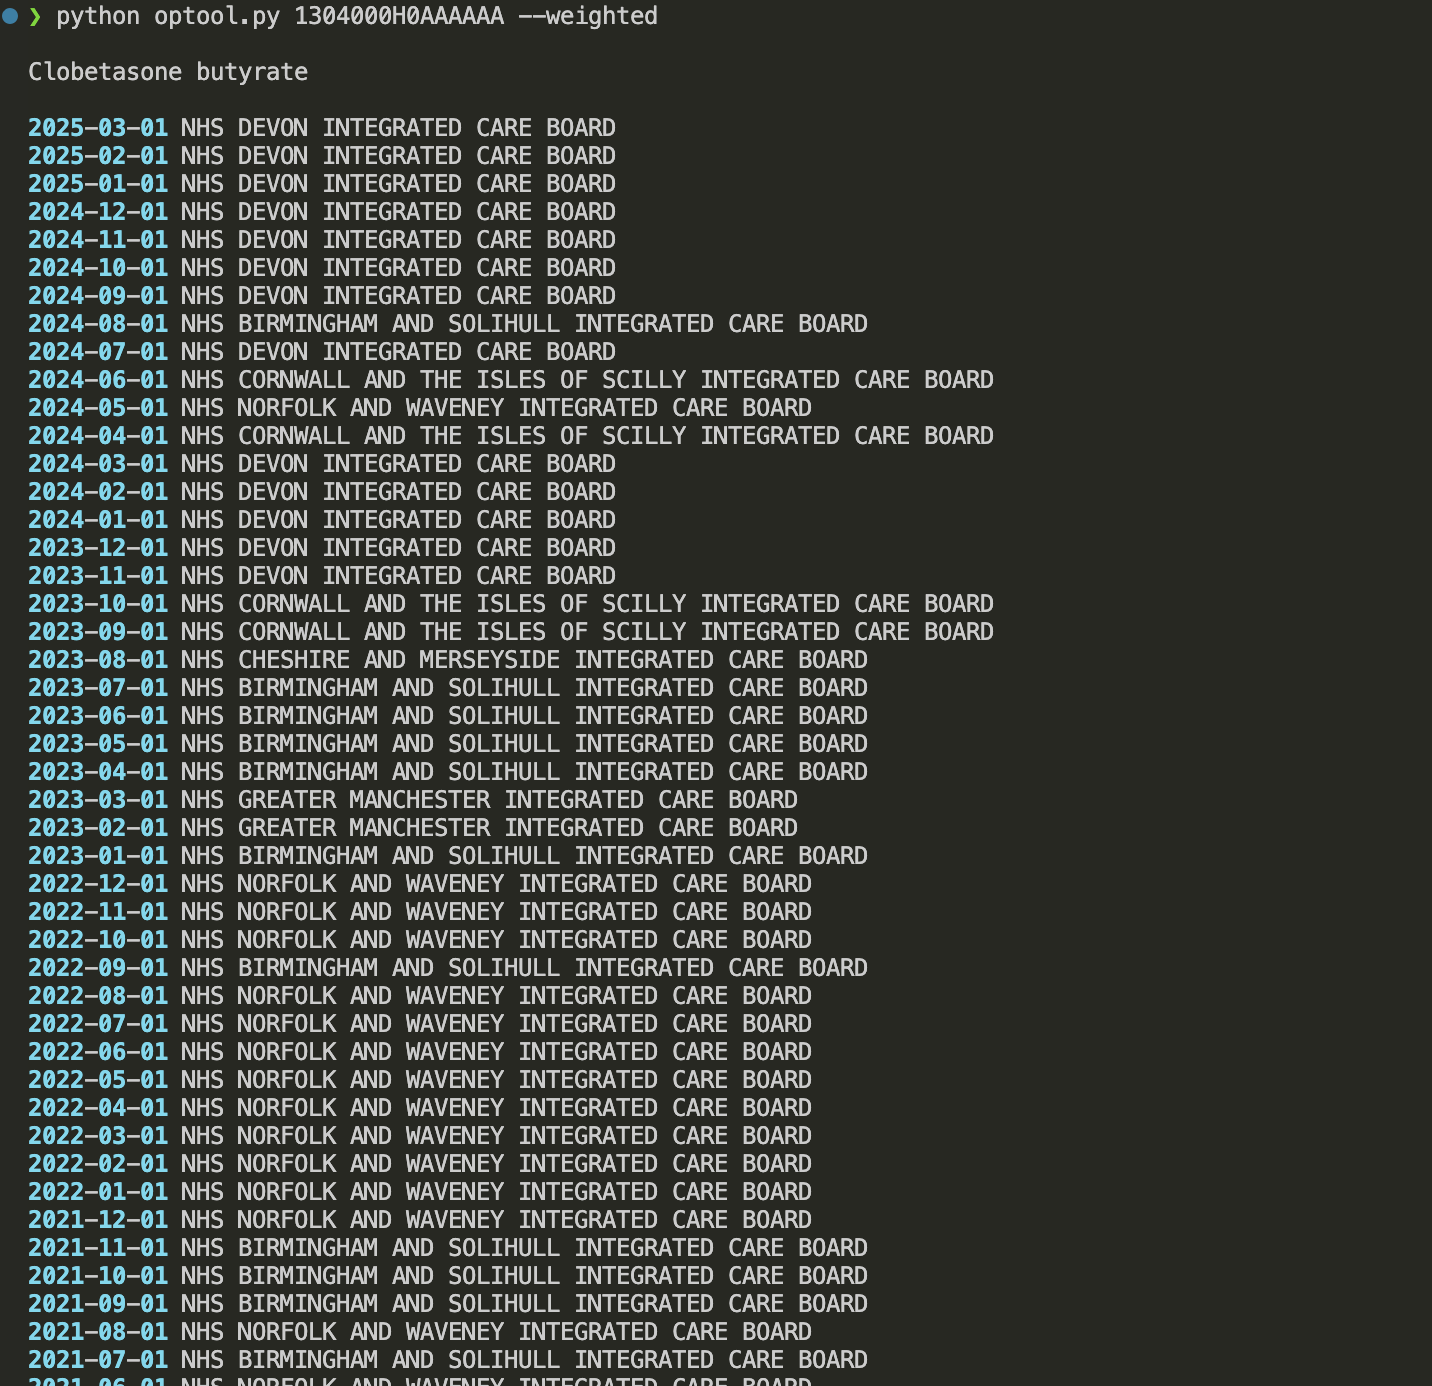 ❯ python optool.py 1304000H0AAAAAA --weighted
Clobetasone butyrate
2025-03-01 NHS DEVON INTEGRATED CARE BOARD
2025-02-01 NHS DEVON INTEGRATED CARE BOARD
2025-01-01 NHS DEVON INTEGRATED CARE BOARD
2024-12-01 NHS DEVON INTEGRATED CARE BOARD
2024-11-01 NHS DEVON INTEGRATED CARE BOARD
2024-10-01 NHS DEVON INTEGRATED CARE BOARD
2024-09-01 NHS DEVON INTEGRATED CARE BOARD
2024-08-01 NHS BIRMINGHAM AND SOLIHULL INTEGRATED CARE BOARD
2024-07-01 NHS DEVON INTEGRATED CARE BOARD
2024-06-01 NHS CORNWALL AND THE ISLES OF SCILLY INTEGRATED CARE BOARD
2024-05-01 NHS NORFOLK AND WAVENEY INTEGRATED CARE BOARD
2024-04-01 NHS CORNWALL AND THE ISLES OF SCILLY INTEGRATED CARE BOARD
2024-03-01 NHS DEVON INTEGRATED CARE BOARD
2024-02-01 NHS DEVON INTEGRATED CARE BOARD
2024-01-01 NHS DEVON INTEGRATED CARE BOARD
2023-12-01 NHS DEVON INTEGRATED CARE BOARD
2023-11-01 NHS DEVON INTEGRATED CARE BOARD
2023-10-01 NHS CORNWALL AND THE ISLES OF SCILLY INTEGRATED CARE BOARD
2023-09-01 NHS CORNWALL AND THE ISLES OF SCILLY INTEGRATED CARE BOARD
2023-08-01 NHS CHESHIRE AND MERSEYSIDE INTEGRATED CARE BOARD
2023-07-01 NHS BIRMINGHAM AND SOLIHULL INTEGRATED CARE BOARD
2023-06-01 NHS BIRMINGHAM AND SOLIHULL INTEGRATED CARE BOARD
2023-05-01 NHS BIRMINGHAM AND SOLIHULL INTEGRATED CARE BOARD
2023-04-01 NHS BIRMINGHAM AND SOLIHULL INTEGRATED CARE BOARD
2023-03-01 NHS GREATER MANCHESTER INTEGRATED CARE BOARD
2023-02-01 NHS GREATER MANCHESTER INTEGRATED CARE BOARD
2023-01-01 NHS BIRMINGHAM AND SOLIHULL INTEGRATED CARE BOARD
2022-12-01 NHS NORFOLK AND WAVENEY INTEGRATED CARE BOARD
2022-11-01 NHS NORFOLK AND WAVENEY INTEGRATED CARE BOARD
2022-10-01 NHS NORFOLK AND WAVENEY INTEGRATED CARE BOARD
2022-09-01 NHS BIRMINGHAM AND SOLIHULL INTEGRATED CARE BOARD
2022-08-01 NHS NORFOLK AND WAVENEY INTEGRATED CARE BOARD
2022-07-01 NHS NORFOLK AND WAVENEY INTEGRATED CARE BOARD
2022-06-01 NHS NORFOLK AND WAVENEY INTEGRATED CARE BOARD
2022-05-01 NHS NORFOLK AND WAVENEY INTEGRATED CARE BOARD
2022-04-01 NHS NORFOLK AND WAVENEY INTEGRATED CARE BOARD
2022-03-01 NHS NORFOLK AND WAVENEY INTEGRATED CARE BOARD
2022-02-01 NHS NORFOLK AND WAVENEY INTEGRATED CARE BOARD
2022-01-01 NHS NORFOLK AND WAVENEY INTEGRATED CARE BOARD
2021-12-01 NHS NORFOLK AND WAVENEY INTEGRATED CARE BOARD
2021-11-01 NHS BIRMINGHAM AND SOLIHULL INTEGRATED CARE BOARD
2021-10-01 NHS BIRMINGHAM AND SOLIHULL INTEGRATED CARE BOARD
2021-09-01 NHS BIRMINGHAM AND SOLIHULL INTEGRATED CARE BOARD
2021-08-01 NHS NORFOLK AND WAVENEY INTEGRATED CARE BOARD
2021-07-01 NHS BIRMINGHAM AND SOLIHULL INTEGRATED CARE BOARD
2021-06-01 NHS NORFOLK AND WAVENEY INTEGRATED CARE BOARD